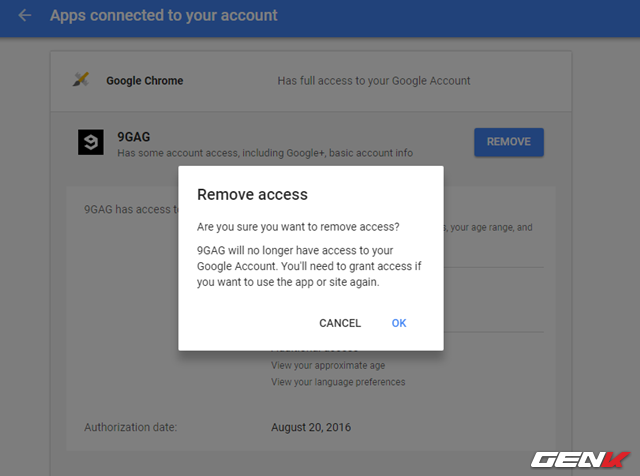 Apps connected to your account
Google Chrome
Has full access to your Google Account
9GAG
Has some account access, including Google+, basic account info
REMOVE
9GAG has access to
, your age range, and
Remove access
Are you sure you want to remove access?
9GAG will no longer have access to your
Google Account. You'll need to grant access if
you want to use the app or site again.
CANCEL
OK
Additional access
View your approximate age
View your language preferences
Authorization date:
August 20, 2016
GENK